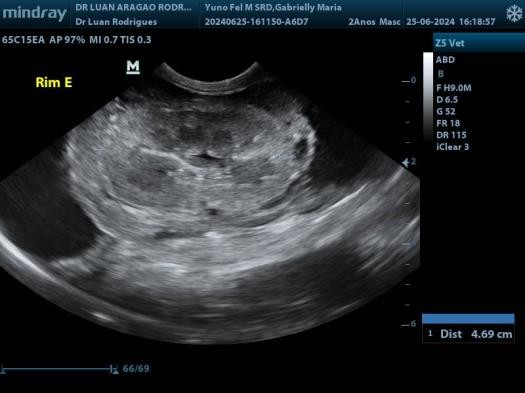 mindray
DR LUAN ARAGAO RODR...
Dr Luan Rodrigues
Yuno Fel M SRD,Gabrielly Maria
20240625-161150-A6D7
2Anos Masc
25-06-2024
16:18:57
65C15EA AP 97% MI 0.7 TIS 0.3
Z5 Vet
M
Rim E
ABD
B
F H9.0M
D 6.5
G 52
FR 18
DR 115
iClear 3
0
2
6
1 Dist 4.69 cm
66/69